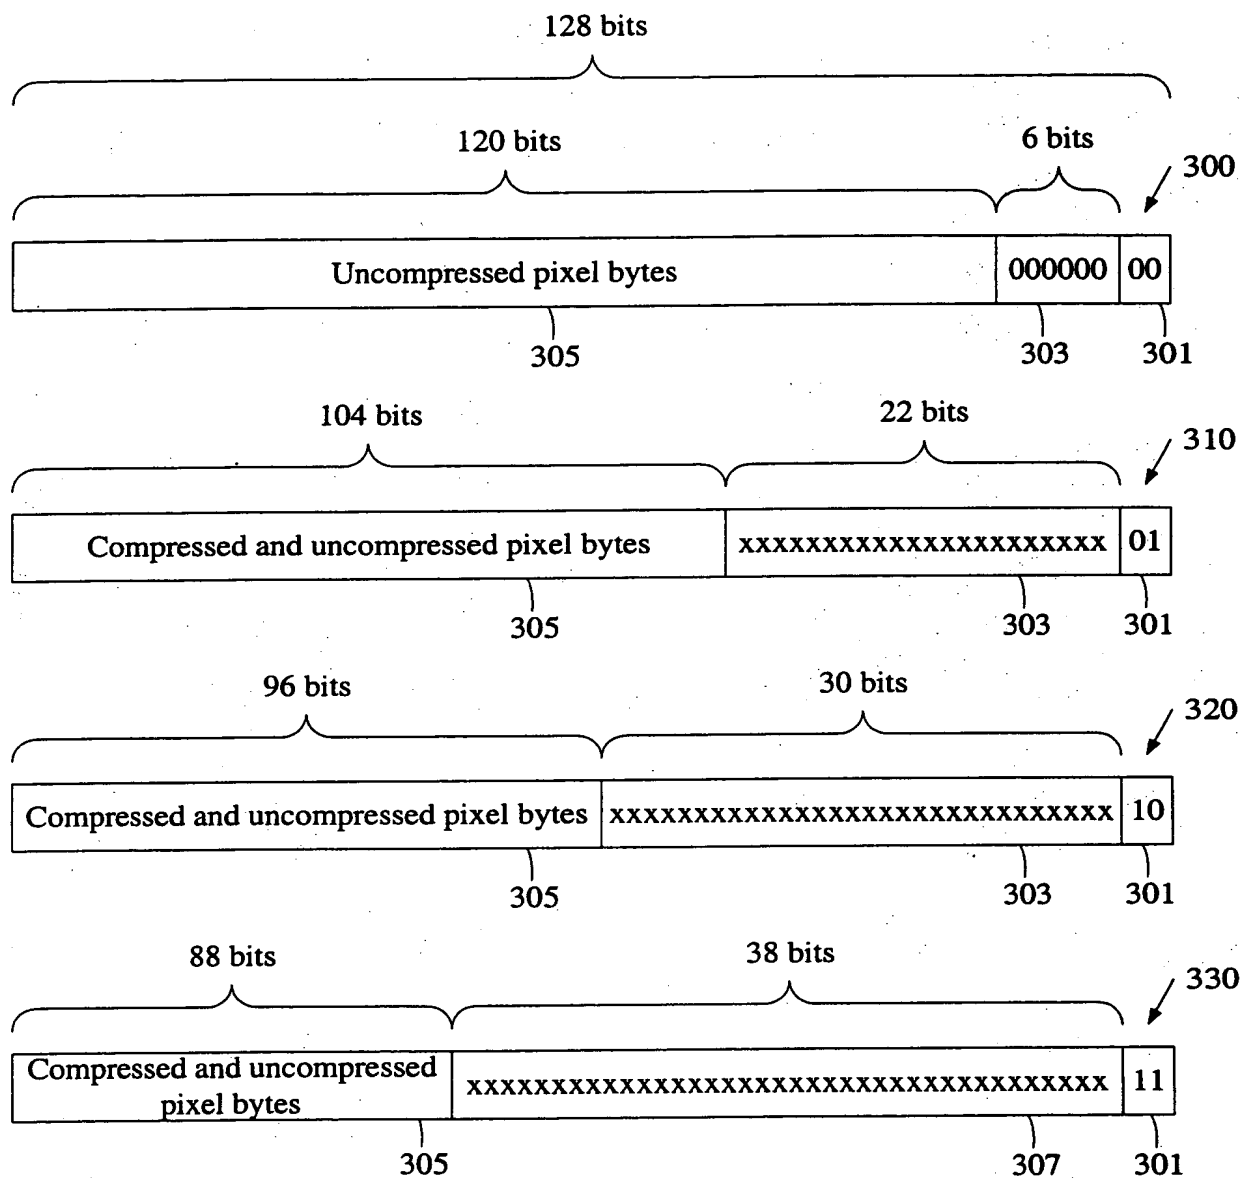 128 bits
120 bits
6 bits
300
Uncompressed pixel bytes
000000
00
305
303
301
104 bits
22 bits
310
Compressed and uncompressed pixel bytes
xxxxxxxxxxxxxxxxxxxxxx
01
305
303
301
96 bits
30 bits
320
Compressed and uncompressed pixel bytes
xxxxxxxxxxxxxxxxxxxxxxxxxxxxxx
10
305
303
301
88 bits
38 bits
330
Compressed and uncompressed
pixel bytes
xxxxxxxxxxxxxxxxxxxxxxxxxxxxxxxxxxxxxx
11
305
307
301